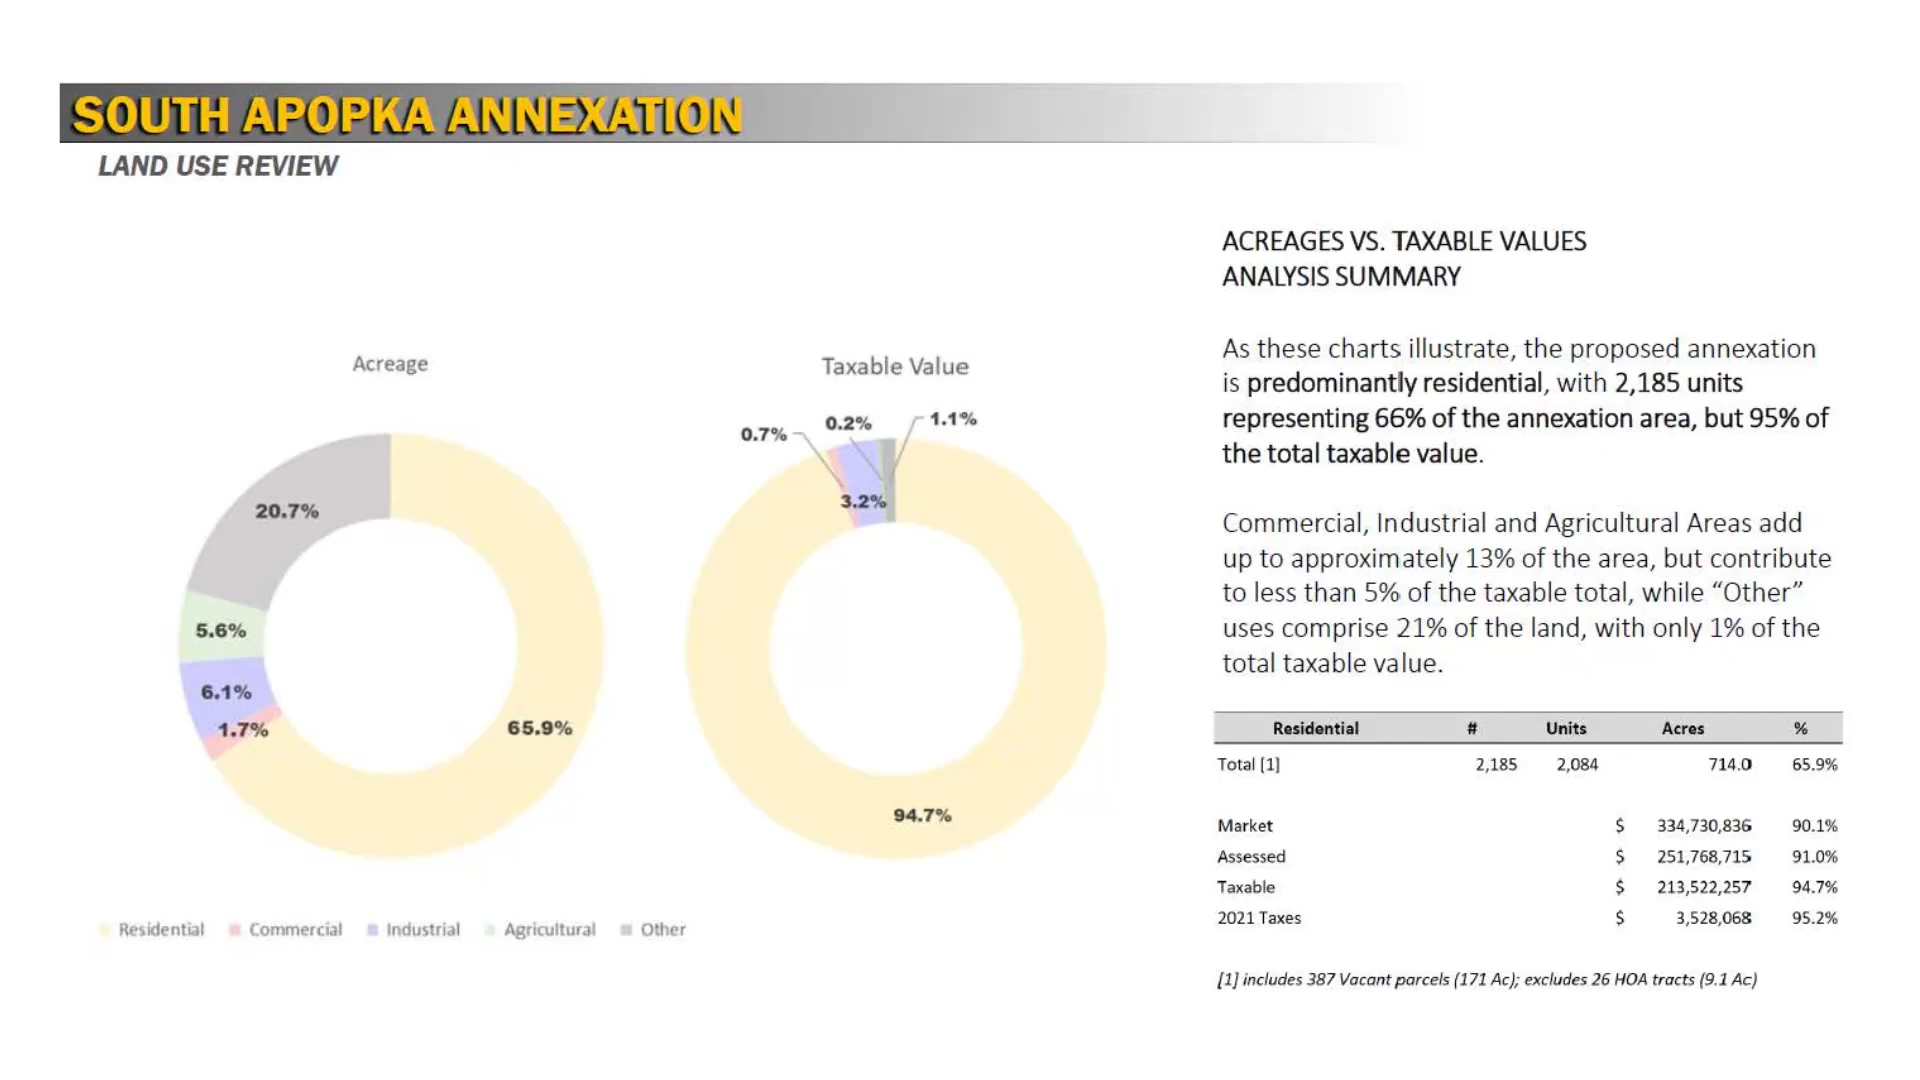 SOUTH APOPKA ANNEXATION
LAND USE REVIEW
Acreage
20.7%
5.6%
6.1%
1.7%
65.9%
Taxable Value
0.7%
0.2%
1.1%
3.2%
94.7%
Residential Commercial Industrial Agricultural Other
ACREAGES VS. TAXABLE VALUES
ANALYSIS SUMMARY
As these charts illustrate, the proposed annexation
is predominantly residential, with 2,185 units
representing 66% of the annexation area, but 95% of
the total taxable value.
Commercial, Industrial and Agricultural Areas add
up to approximately 13% of the area, but contribute
to less than 5% of the taxable total, while “Other”
uses comprise 21% of the land, with only 1% of the
total taxable value.
Residential # Units Acres %
Total [1] 2,185 2,084 714.0 65.9%
Market $ 334,730,836 90.1%
Assessed $ 251,768,715 91.0%
Taxable $ 213,522,257 94.7%
2021 Taxes $ 3,528,068 95.2%
[1] includes 387 Vacant parcels (171 Ac); excludes 26 HOA tracts (9.1 Ac)